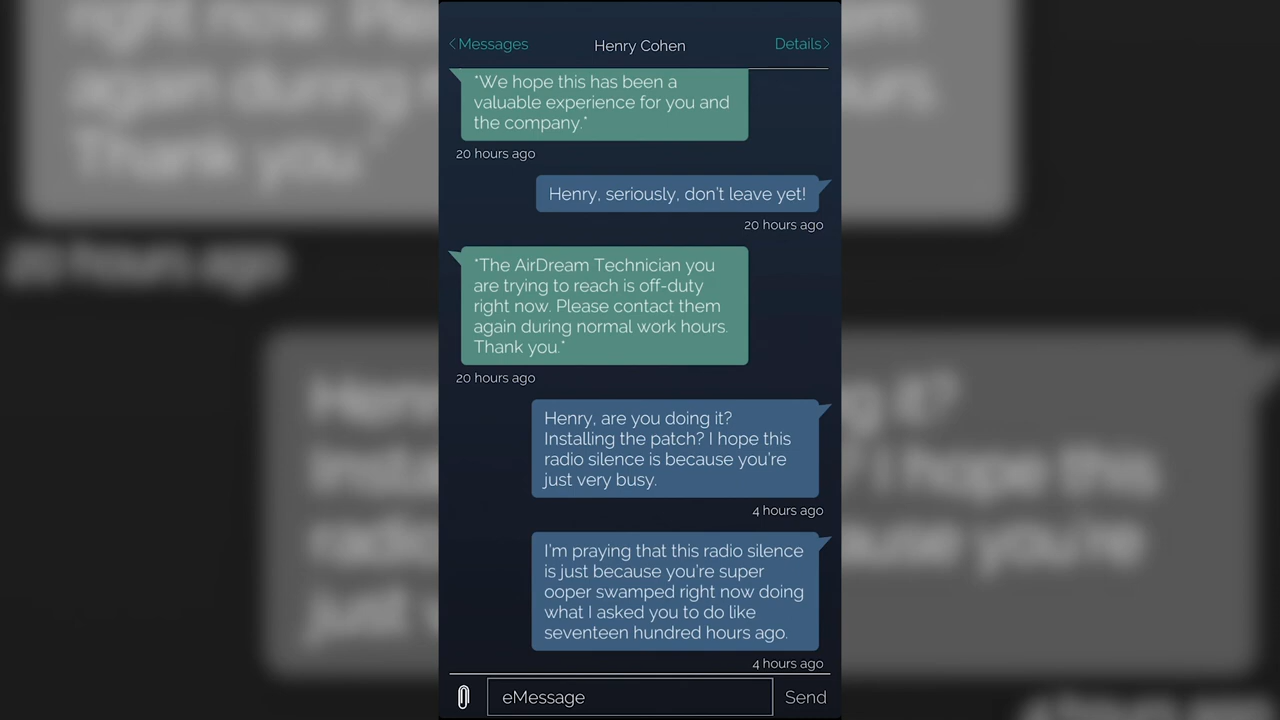 Messages
Henry Cohen
Details
"We hope this has been a
valuable experience for you and
the company."
20 hours ago
Henry, seriously, don't leave yet!
20 hours ago
"The AirDream Technician you
are trying to reach is off-duty
right now. Please contact them
again during normal work hours.
Thank you."
20 hours ago
Henry, are you doing it?
Installing the patch? I hope this
radio silence is because you're
just very busy.
4 hours ago
I'm praying that this radio silence
is just because you're super
ooper swamped right now doing
what I asked you to do like
seventeen hundred hours ago.
4 hours ago
eMessage
Send